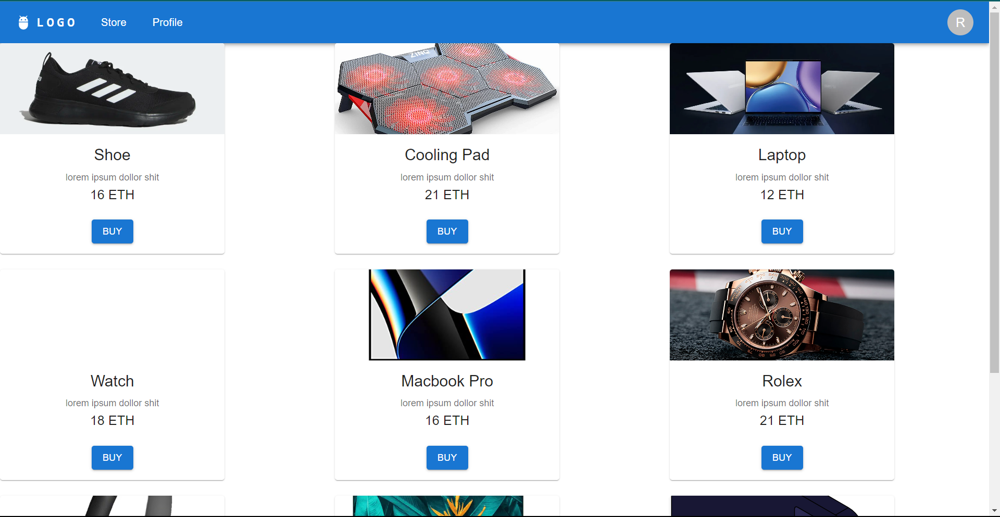 LOGO
Store
Profile
R
ZINQ
Shoe
lorem ipsum dollor shit
16 ETH
BUY
Cooling Pad
lorem ipsum dollor shit
21 ETH
BUY
Laptop
lorem ipsum dollor shit
12 ETH
BUY
Watch
lorem ipsum dollor shit
18 ETH
BUY
Macbook Pro
lorem ipsum dollor shit
16 ETH
BUY
Rolex
lorem ipsum dollor shit
21 ETH
BUY